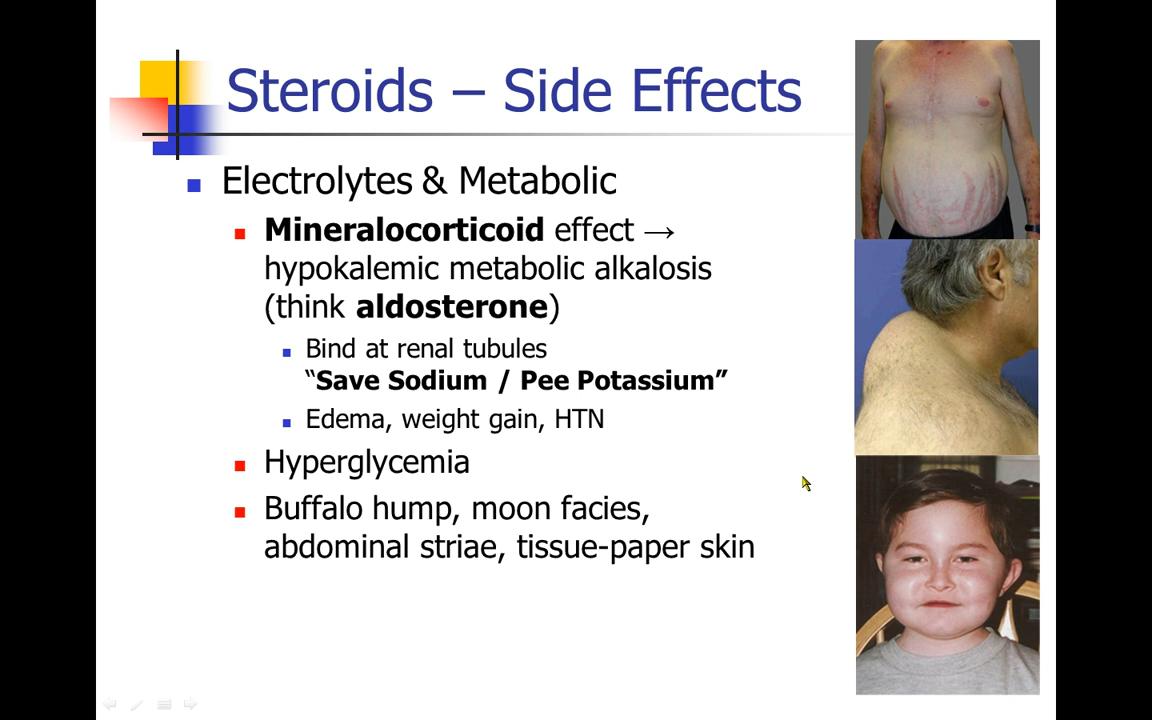 Steroids – Side Effects
Electrolytes & Metabolic
Mineralocorticoid effect →
hypokalemic metabolic alkalosis
(think aldosterone)
Bind at renal tubules
“Save Sodium / Pee Potassium”
Edema, weight gain, HTN
Hyperglycemia
Buffalo hump, moon facies,
abdominal striae, tissue-paper skin